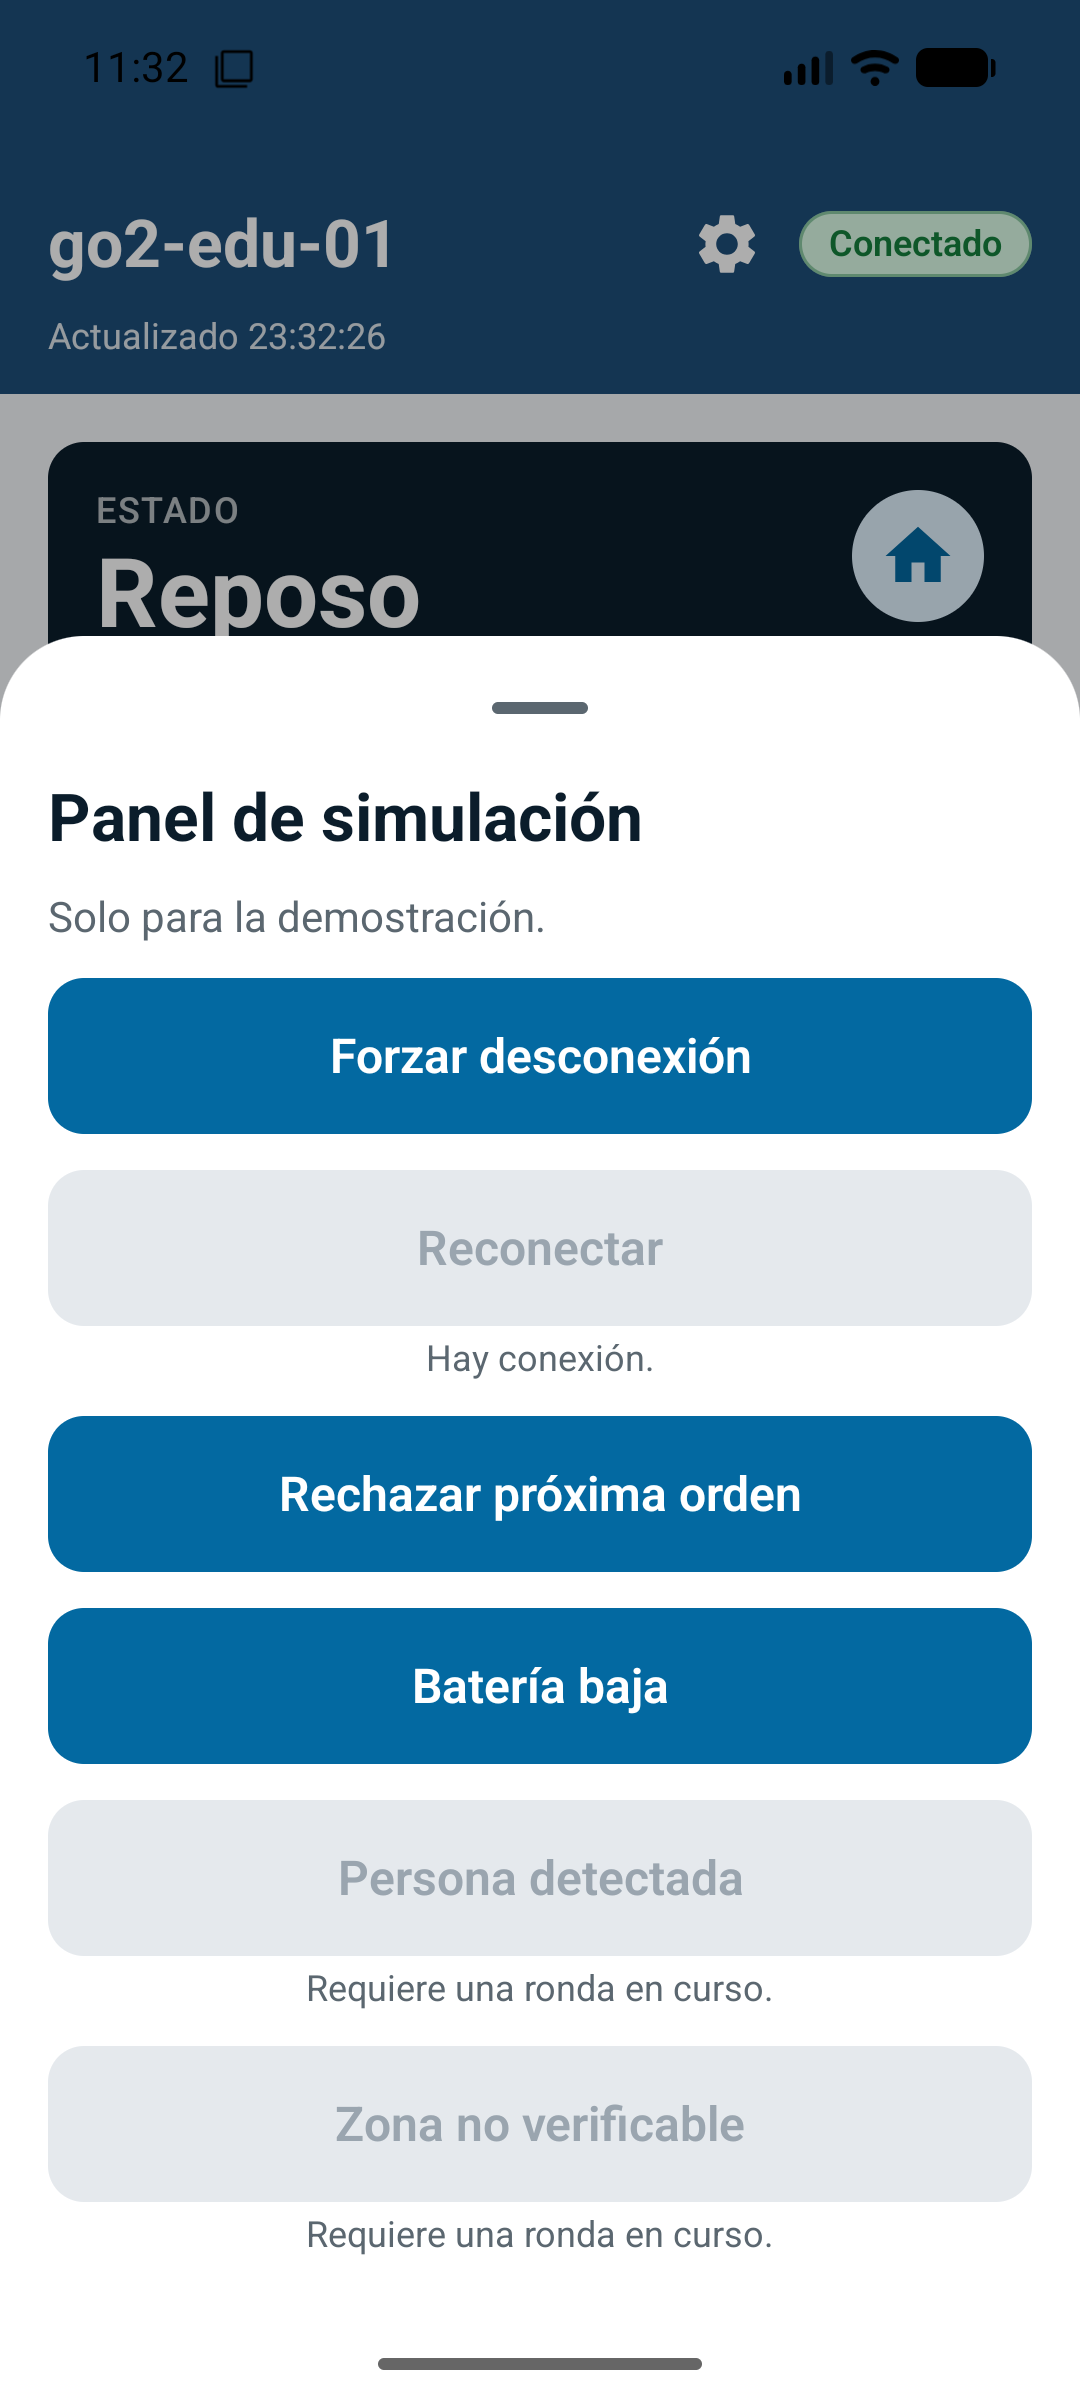 11:32
go2-edu-01
Conectado
Actualizado 23:32:26
ESTADO
Reposo
Panel de simulación
Solo para la demostración.
Forzar desconexión
Reconectar
Hay conexión.
Rechazar próxima orden
Batería baja
Persona detectada
Requiere una ronda en curso.
Zona no verificable
Requiere una ronda en curso.